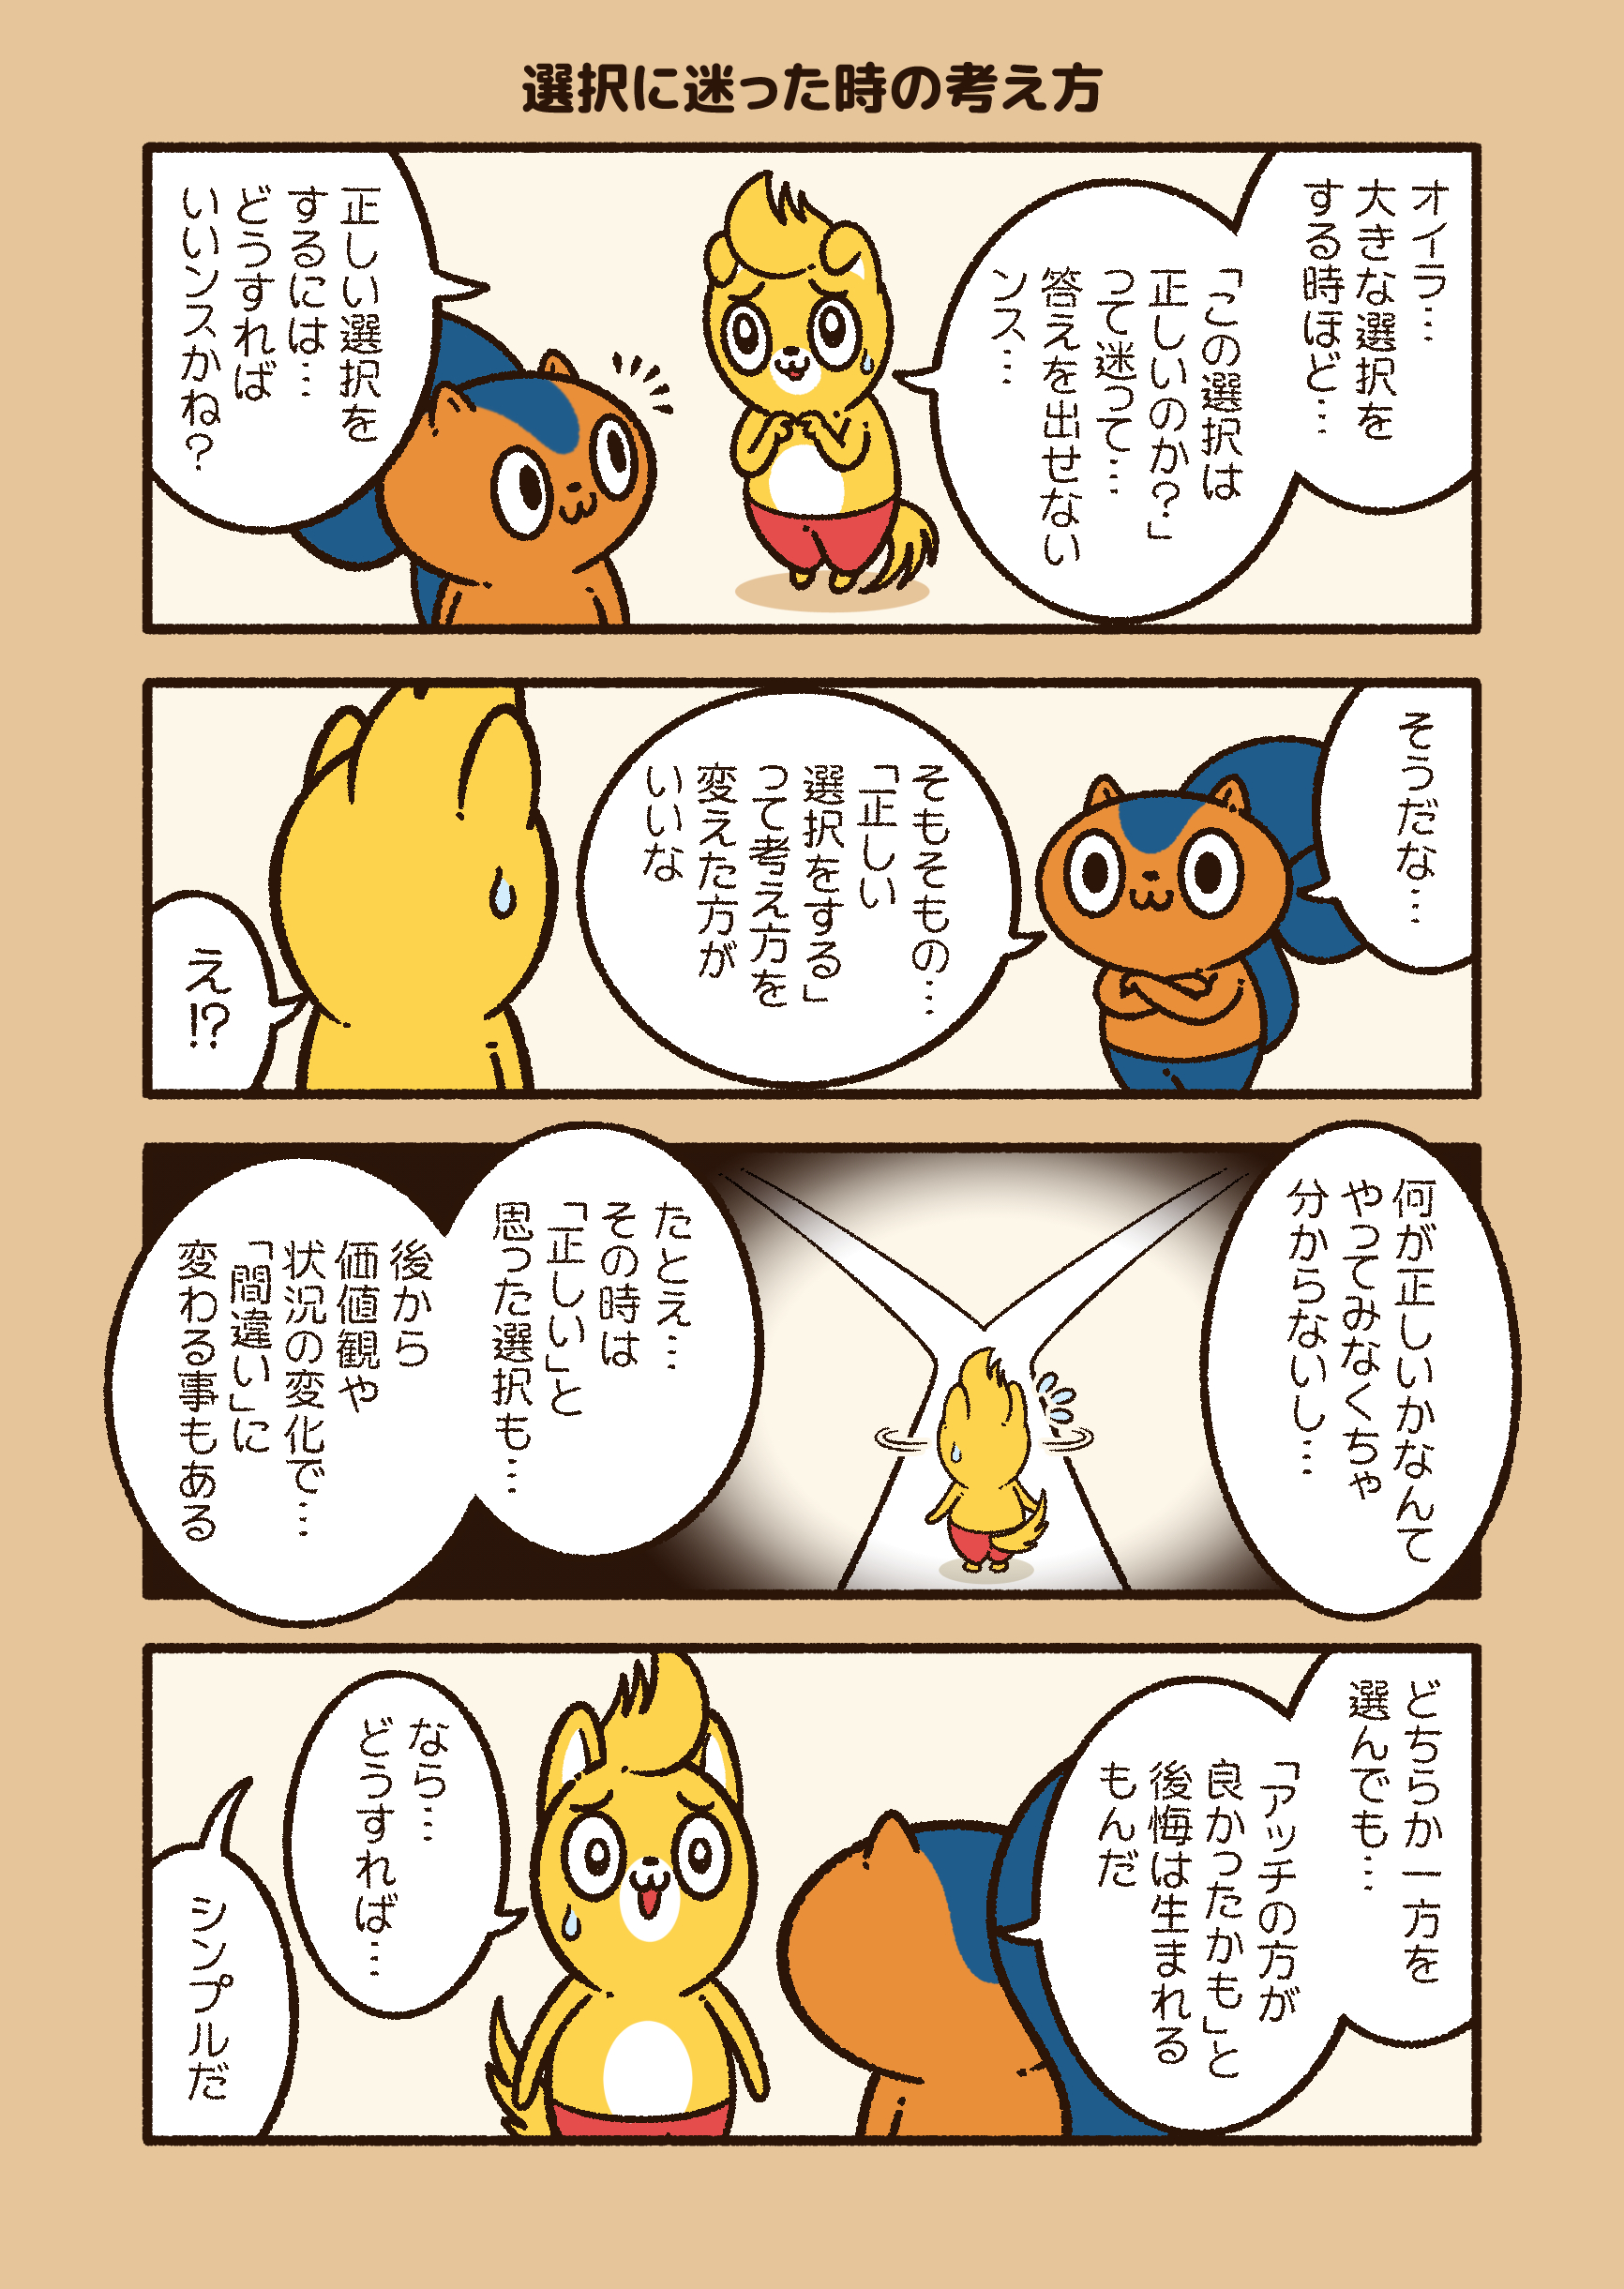 選択に迷った時の考え方
オイラ…
大きな選択を
する時ほど…
「この選択は
正しいのか?」
って迷って…
答えを出せない
ンス…
正しい選択を
するには…
どうすれば
いいンスかね?
そうだな…
そもそもの…
「正しい
選択をする」
って考え方を
変えた方が
いいな
え!?
何が正しいかなんて
やってみなくちゃ
分からないし…
たとえ…
その時は
「正しい」と
思った選択も…
後から
価値観や
状況の変化で…
「間違い」に
変わる事もある
どちらか一方を
選んでも…
「アッチの方が
良かったかも」と
後悔は生まれる
もんだ
なら…
どうすれば…
シンプルだ